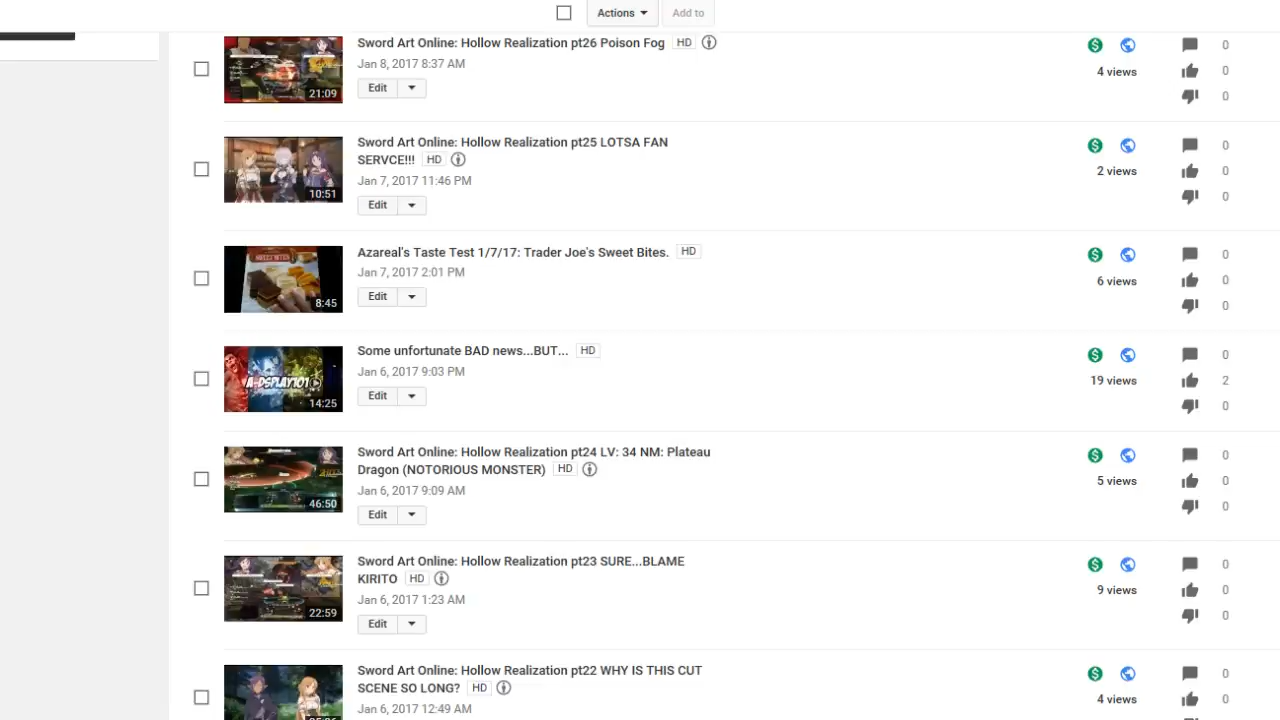 Actions
Add to
Sword Art Online: Hollow Realization pt26 Poison Fog HD
Jan 8, 2017 8:37 AM
4 views
0
0
0
21:09
Edit
Sword Art Online: Hollow Realization pt25 LOTSA FAN
SERVCE!!! HD
Jan 7, 2017 11:46 PM
2 views
0
0
0
10:51
Edit
Azareal's Taste Test 1/7/17: Trader Joe's Sweet Bites. HD
Jan 7, 2017 2:01 PM
6 views
0
0
0
SWEET BITES
8:45
Edit
Some unfortunate BAD news...BUT... HD
Jan 6, 2017 9:03 PM
19 views
0
2
0
A-DSPLAY101
14:25
Edit
Sword Art Online: Hollow Realization pt24 LV: 34 NM: Plateau
Dragon (NOTORIOUS MONSTER) HD
Jan 6, 2017 9:09 AM
5 views
0
0
0
46:50
Edit
Sword Art Online: Hollow Realization pt23 SURE...BLAME
KIRITO HD
Jan 6, 2017 1:23 AM
9 views
0
0
0
22:59
Edit
Sword Art Online: Hollow Realization pt22 WHY IS THIS CUT
SCENE SO LONG? HD
Jan 6, 2017 12:49 AM
4 views
0
0